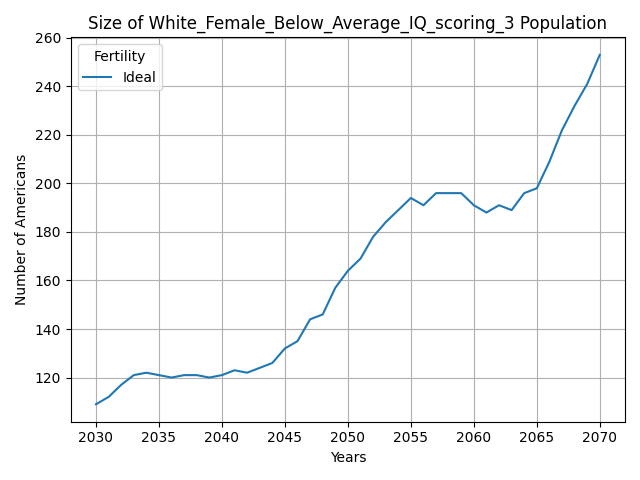 Size of White_Female_Below_Average_IQ_scoring_3 Population
Number of Americans
Fertility
Ideal
260
240
220
200
180
160
140
120
2030 2035 2040 2045 2050 2055 2060 2065 2070
Years